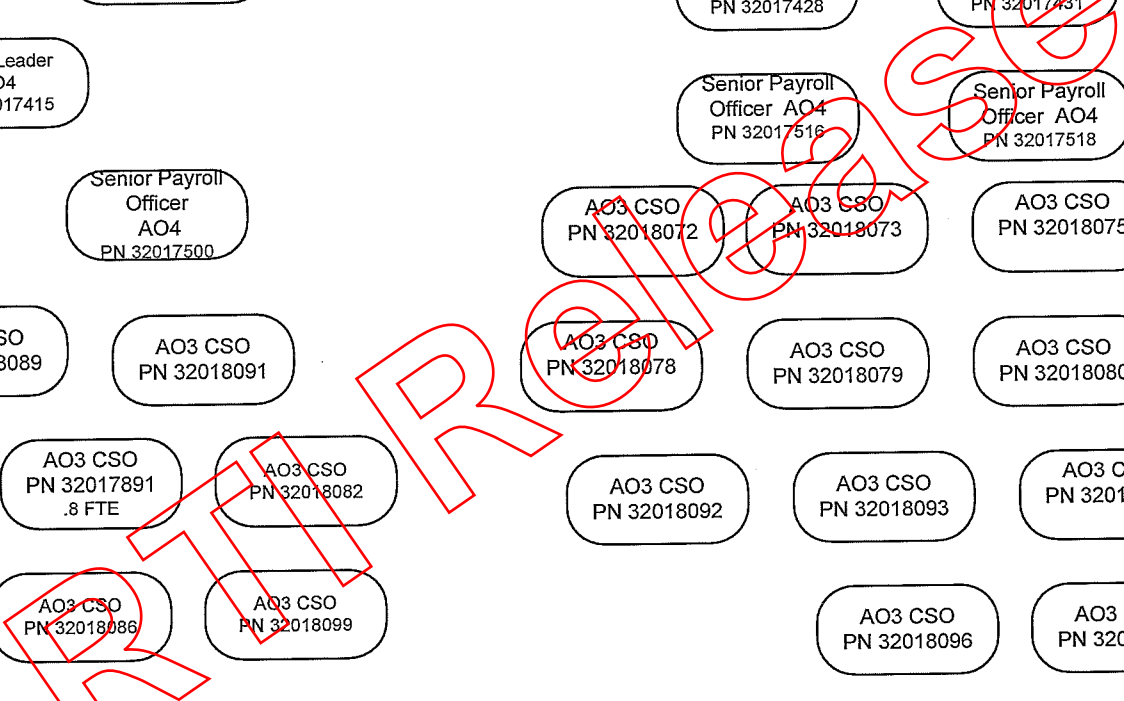 PN 32017428
PN 32017431
Leader
04
017415
Senior Payroll
Officer AO4
PN 32017516
Senior Payroll
Officer AO4
PN 32017518
Senior Payroll
Officer
AO4
PN 32017500
AO3 CSO
PN 32018072
AO3 CSO
PN 32018073
AO3 CSO
PN 32018075
SO
8089
AO3 CSO
PN 32018091
AO3 CSO
PN 32018078
AO3 CSO
PN 32018079
AO3 CSO
PN 32018080
AO3 CSO
PN 32017891
.8 FTE
AO3 CSO
PN 32018082
AO3 CSO
PN 32018092
AO3 CSO
PN 32018093
AO3 C
PN 3201
AO3 CSO
PN 32018086
AO3 CSO
PN 32018099
AO3 CSO
PN 32018096
AO3
PN 320
RTI Release